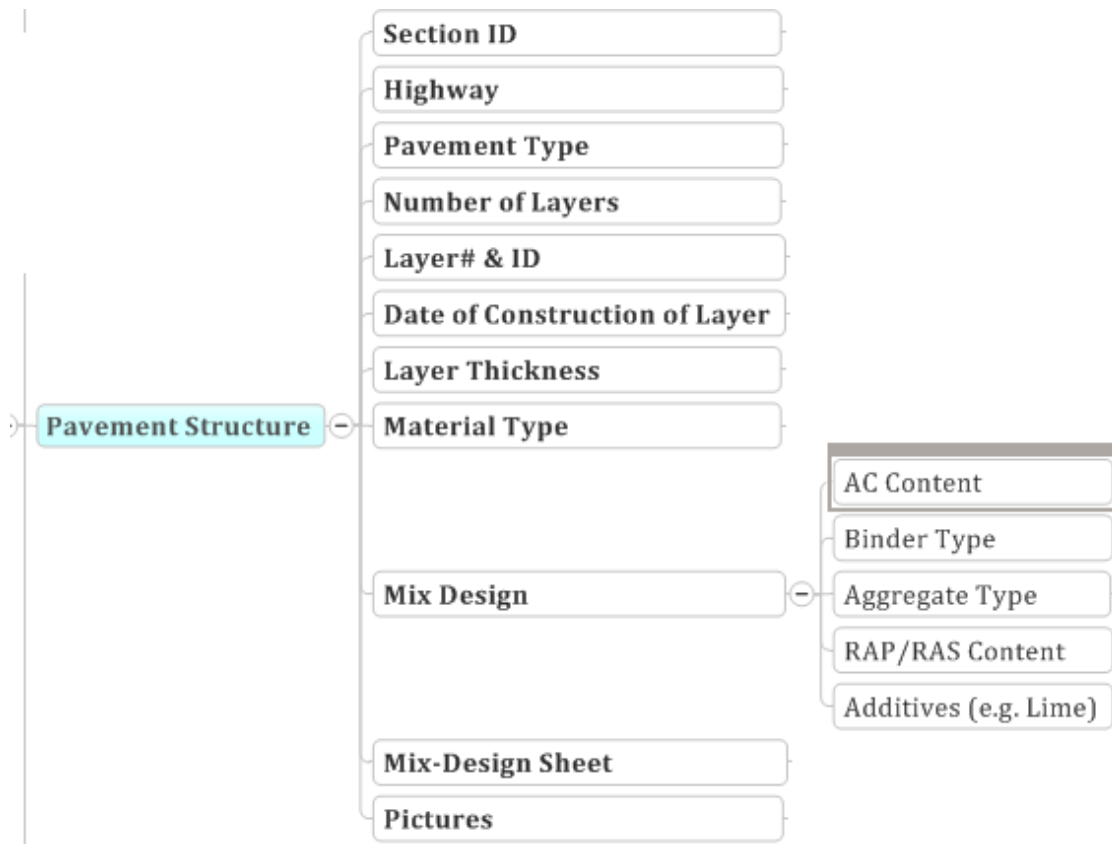 Section ID
Highway
Pavement Type
Number of Layers
Layer# & ID
Date of Construction of Layer
Layer Thickness
Pavement Structure
Material Type
AC Content
Binder Type
Mix Design
Aggregate Type
RAP/RAS Content
Additives (e.g. Lime)
Mix-Design Sheet
Pictures